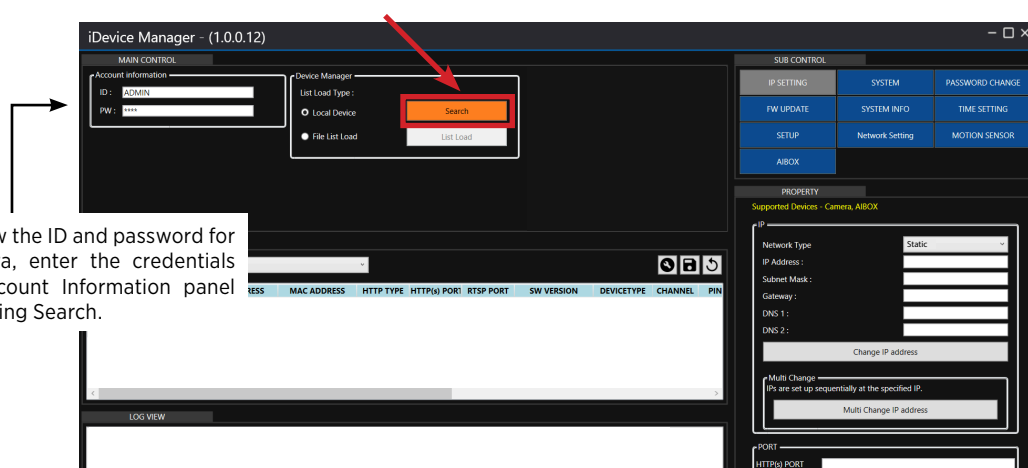 iDevice Manager - (1.0.0.12)
MAIN CONTROL
Account information
ID : ADMIN
PW : ****
Device Manager
List Load Type :
Local Device
Search
File List Load
List Load
SUB CONTROL
IP SETTING SYSTEM PASSWORD CHANGE
FW UPDATE SYSTEM INFO TIME SETTING
SETUP Network Setting MOTION SENSOR
AIBOX
the ID and password for
enter the credentials
Information panel
Search.
MAC ADDRESS HTTP TYPE HTTP(s) PORT RTSP PORT SW VERSION DEVICETYPE CHANNEL PIN
LOG VIEW
PROPERTY
Supported Devices - Camera, AIBOX
IP
Network Type Static
IP Address :
Subnet Mask :
Gateway :
DNS 1 :
DNS 2 :
Change IP address
Multi Change
IPs are set up sequentially at the specified IP.
Multi Change IP address
PORT
HTTP(s) PORT